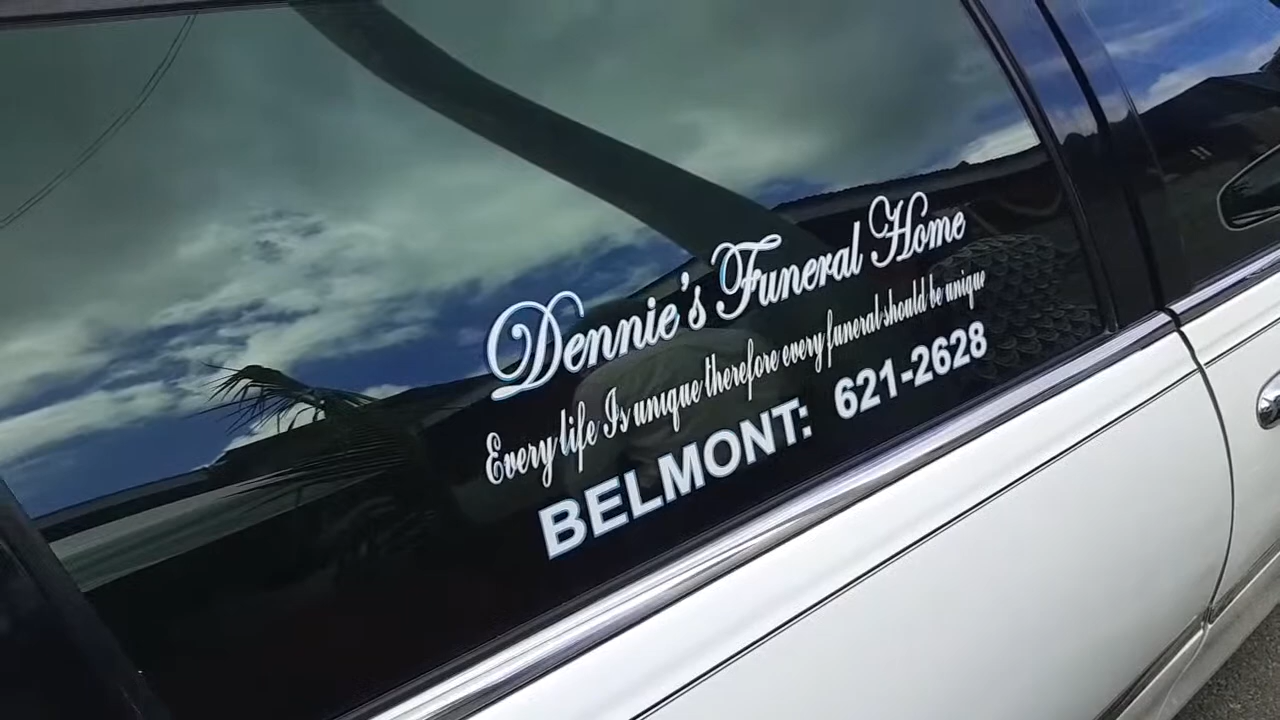 Dennie's Funeral Home
Every life Is unique therefore every funeral should be unique
BELMONT: 621-2628